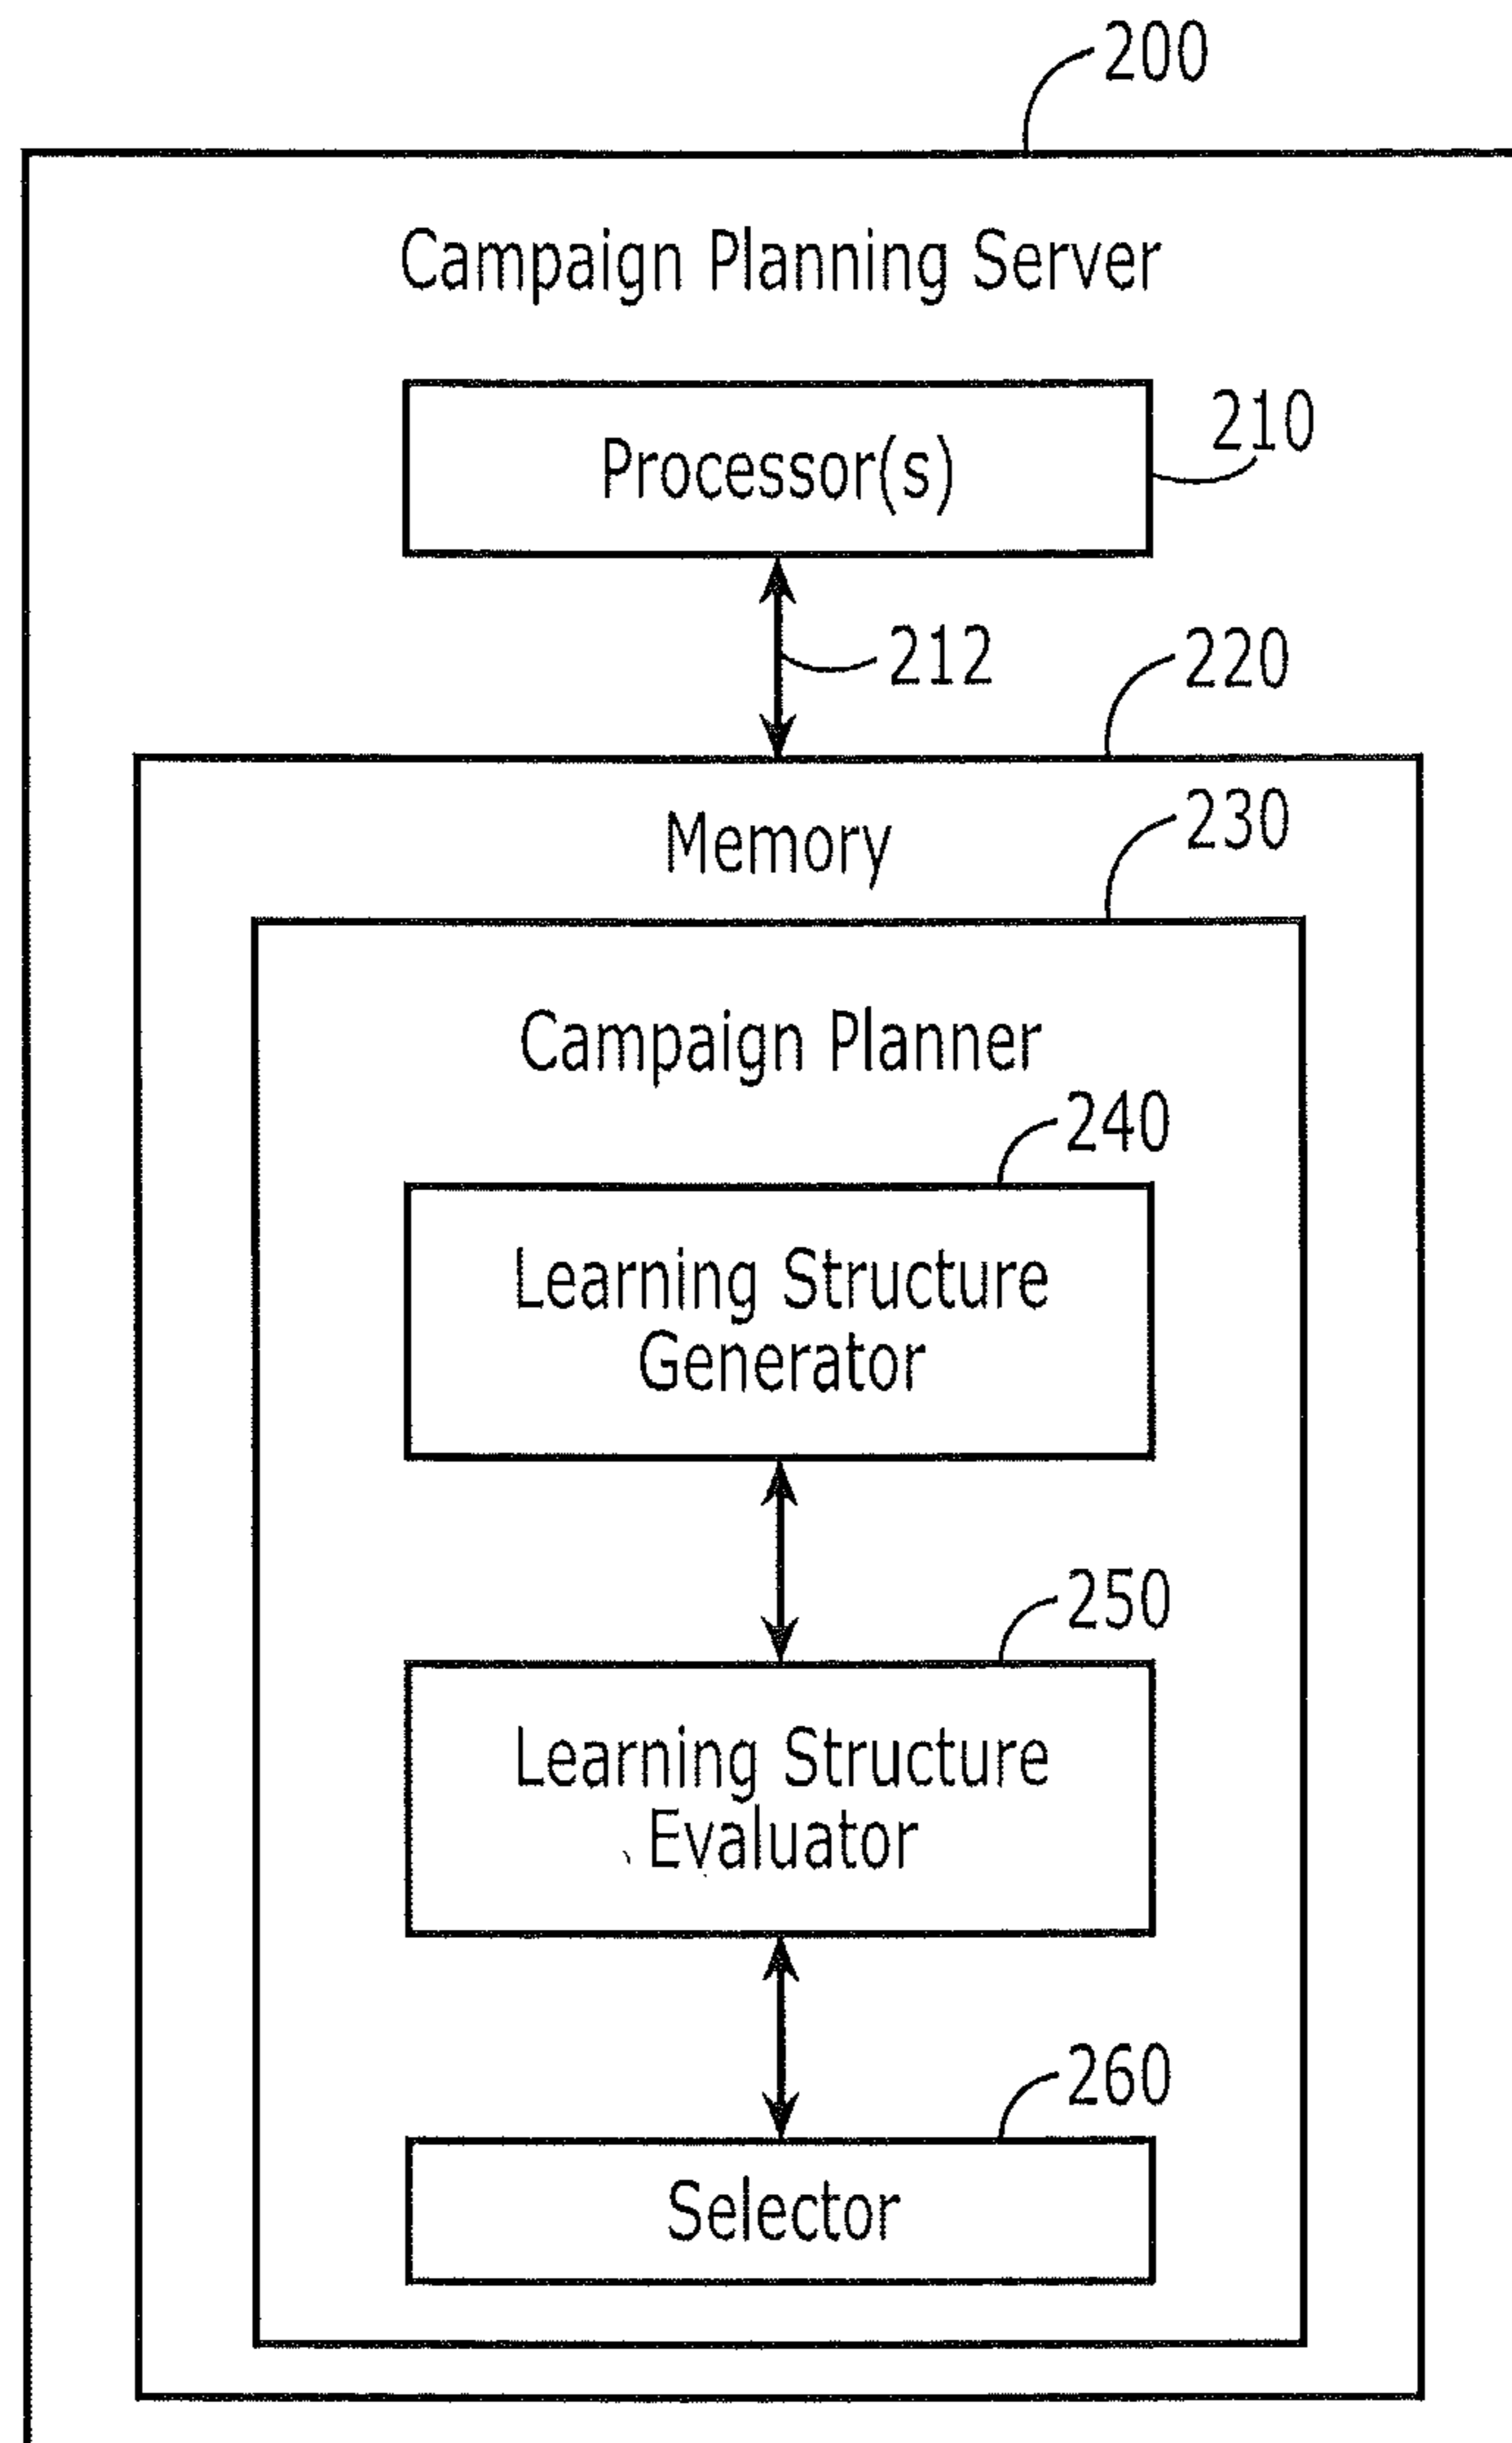 200
Campaign Planning Server
Processor(s)
210
212
220
Memory
230
Campaign Planner
240
Learning Structure
Generator
250
Learning Structure
Evaluator
260
Selector